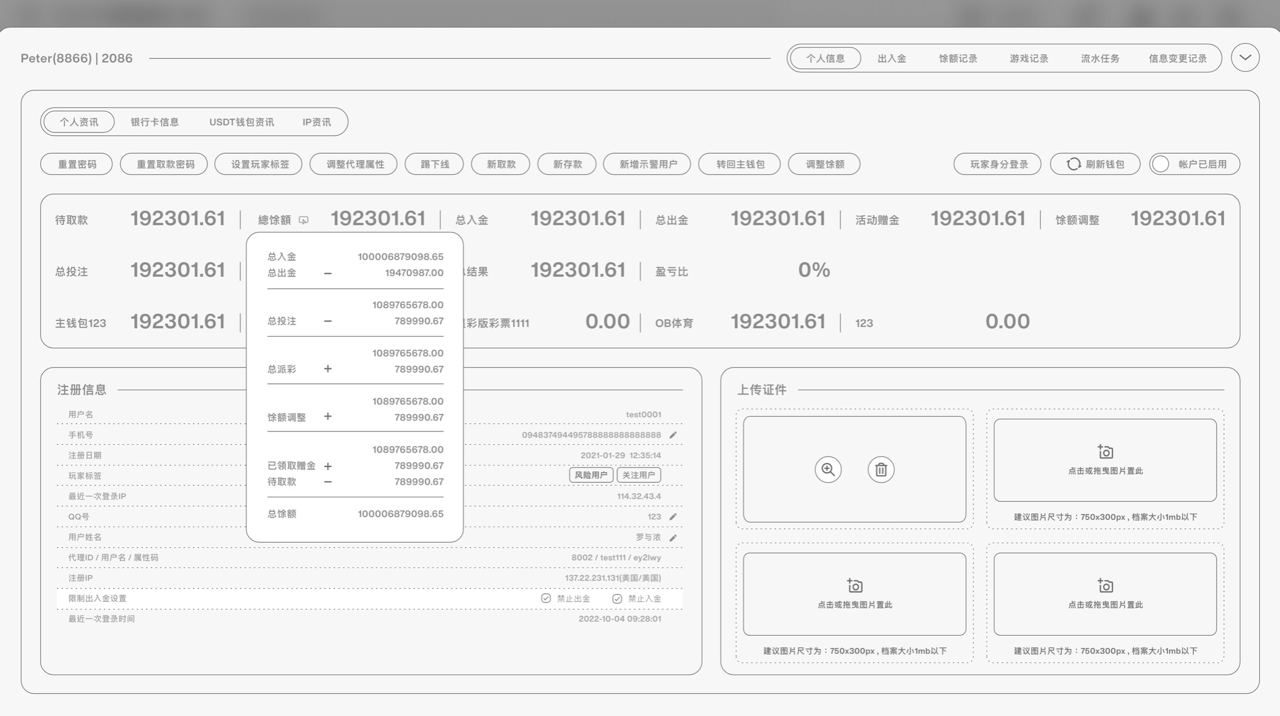 Peter(8866) | 2086
个人信息 出入金 馀额记录 游戏记录 流水任务 信息变更记录
个人资讯 银行卡信息 USDT钱包资讯 IP资讯
重置密码 重置取款密码 设置玩家标签 调整代理属性 踢下线 新取款 新存款 新增示警用户 转回主钱包 调整馀额 玩家身分登录 刷新钱包 帐户已启用
待取款 192301.61 總馀額 192301.61 总入金 192301.61 总出金 192301.61 活动赠金 192301.61 馀额调整 192301.61
总投注 192301.61 结果 192301.61 盈亏比 0%
主钱包123 192301.61 彩版彩票1111 0.00 OB体育 192301.61 123 0.00
总入金 100006879098.65
总出金 – 19470987.00
1089765678.00
总投注 – 789990.67
1089765678.00
总派彩 + 789990.67
1089765678.00
馀额调整 + 789990.67
1089765678.00
已领取赠金 + 789990.67
待取款 – 789990.67
总馀额 100006879098.65
注册信息
用户名 test0001
手机号 094837494495788888888888888
注册日期 2021-01-29 12:35:14
玩家标签 风险用户 关注用户
最近一次登录IP 114.32.43.4
QQ号 123
用户姓名 罗与浓
代理ID / 用户名 / 属性码 8002 / test111 / ey2lwy
注册IP 137.22.231.131(美国/美国)
限制出入金设置 禁止出金 禁止入金
最近一次登录时间 2022-10-04 09:28:01
上传证件
点击或拖曳图片置此
建议图片尺寸为：750x300px , 档案大小1mb以下
点击或拖曳图片置此 点击或拖曳图片置此
建议图片尺寸为：750x300px , 档案大小1mb以下 建议图片尺寸为：750x300px , 档案大小1mb以下